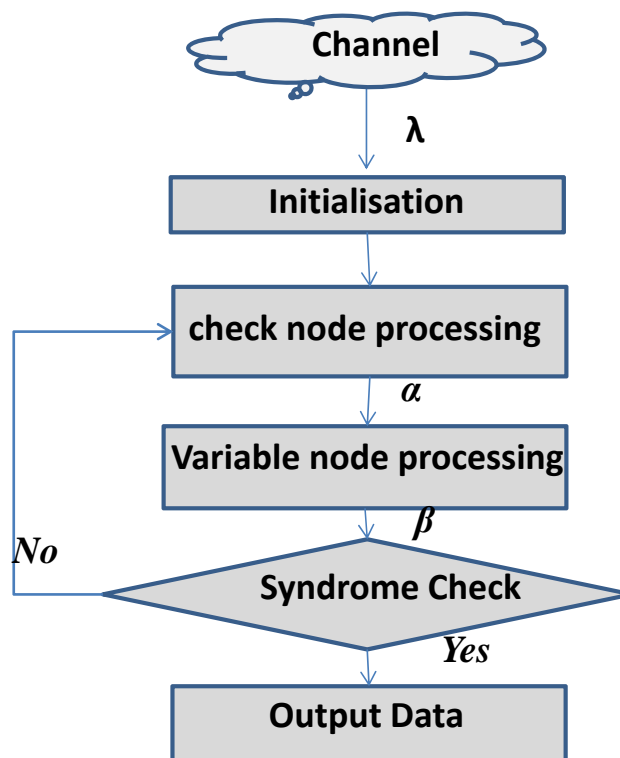 Channel
λ
Initialisation
check node processing
α
Variable node processing
β
No
Syndrome Check
Yes
Output Data